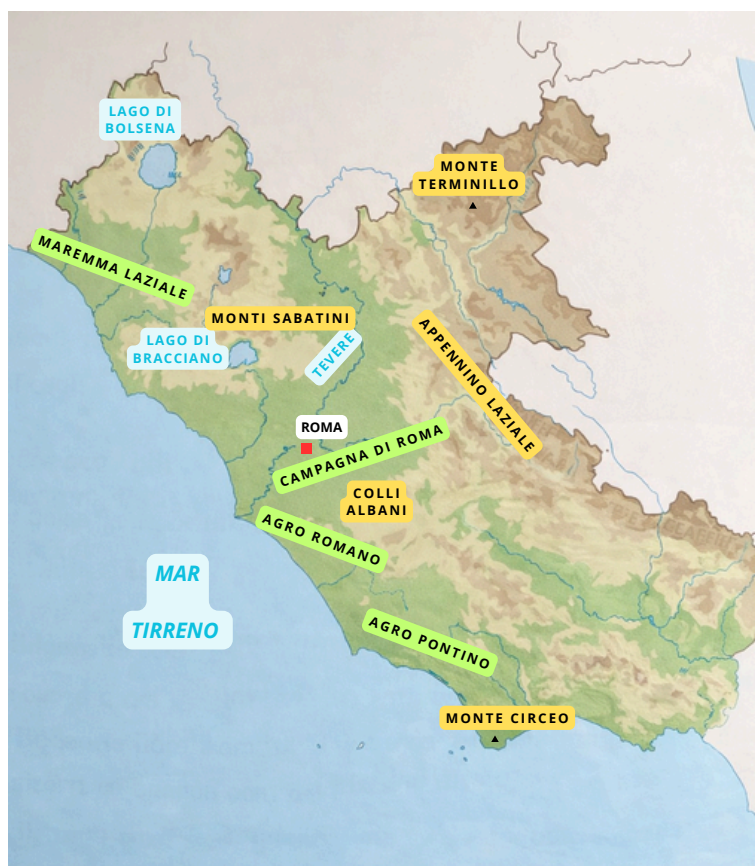 LAGO DI
BOLSENA
MONTE
TERMINILLO
MAREMMA LAZIALE
MONTI SABATINI
LAGO DI
BRACCIANO
TEVERE
APPENNINO LAZIALE
ROMA
CAMPAGNA DI ROMA
COLLI
ALBANI
AGRO ROMANO
MAR
TIRRENO
AGRO PONTINO
MONTE CIRCEO